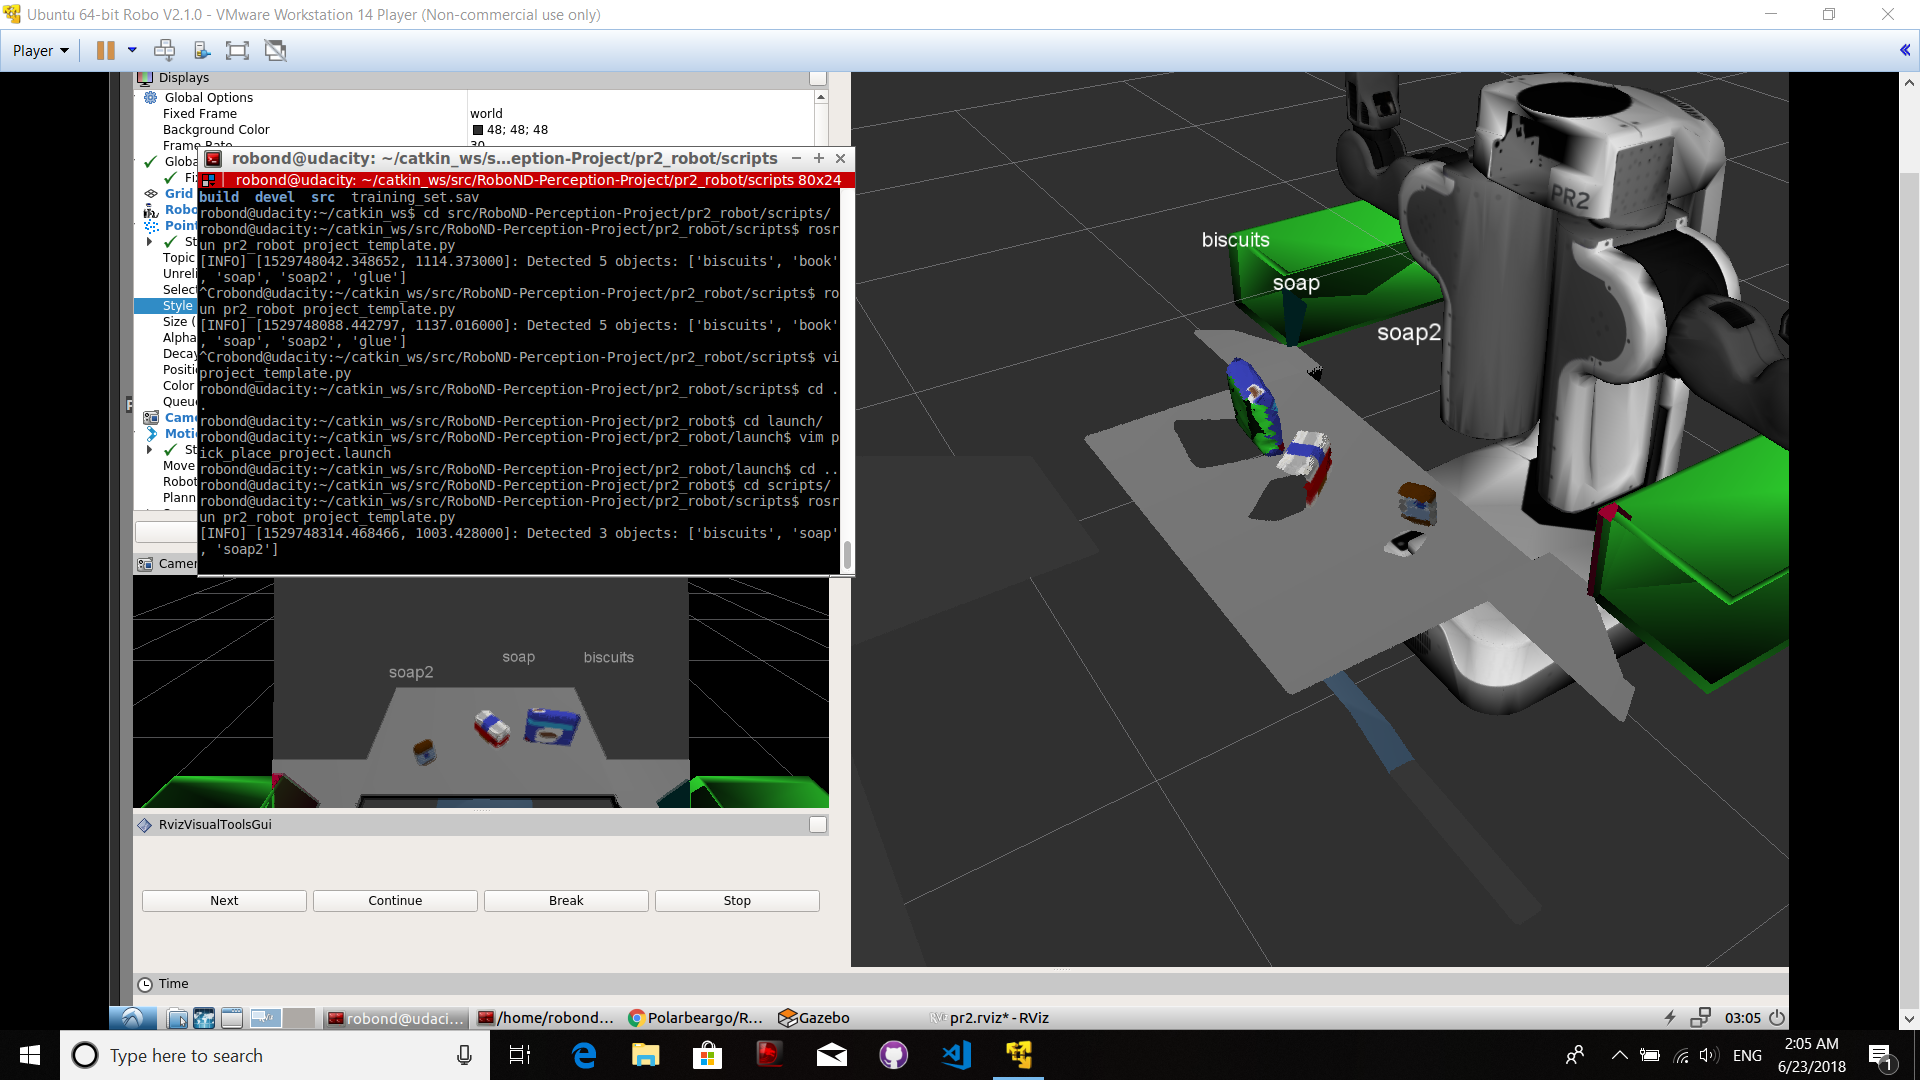 Ubuntu 64-bit Robo V2.1.0 - VMware Workstation 14 Player (Non-commercial use only)
Player
Displays
Global Options
Fixed Frame world
Background Color 48; 48; 48
Frame Rate 30
Globa
Fi
Grid
Robo
Point
St
Topic
Unreli
Select
Style
Size (
Alpha
Decay
Positi
Color
Queu
Came
Motio
St
Move
Robot
Plann
robond@udacity: ~/catkin_ws/s...eption-Project/pr2_robot/scripts
robond@udacity: ~/catkin_ws/src/RoboND-Perception-Project/pr2_robot/scripts 80x24
build devel src training_set.sav
robond@udacity:~/catkin_ws$ cd src/RoboND-Perception-Project/pr2_robot/scripts/
robond@udacity:~/catkin_ws/src/RoboND-Perception-Project/pr2_robot/scripts$ rosr
un pr2_robot project_template.py
[INFO] [1529748042.348652, 1114.373000]: Detected 5 objects: ['biscuits', 'book'
, 'soap', 'soap2', 'glue']
^Crobond@udacity:~/catkin_ws/src/RoboND-Perception-Project/pr2_robot/scripts$ ro
un pr2_robot project_template.py
[INFO] [1529748088.442797, 1137.016000]: Detected 5 objects: ['biscuits', 'book'
, 'soap', 'soap2', 'glue']
^Crobond@udacity:~/catkin_ws/src/RoboND-Perception-Project/pr2_robot/scripts$ vi
project_template.py
robond@udacity:~/catkin_ws/src/RoboND-Perception-Project/pr2_robot/scripts$ cd .
.
robond@udacity:~/catkin_ws/src/RoboND-Perception-Project/pr2_robot$ cd launch/
robond@udacity:~/catkin_ws/src/RoboND-Perception-Project/pr2_robot/launch$ vim p
ick_place_project.launch
robond@udacity:~/catkin_ws/src/RoboND-Perception-Project/pr2_robot/launch$ cd ..
robond@udacity:~/catkin_ws/src/RoboND-Perception-Project/pr2_robot$ cd scripts/
robond@udacity:~/catkin_ws/src/RoboND-Perception-Project/pr2_robot/scripts$ rosr
un pr2_robot project_template.py
[INFO] [1529748314.468466, 1003.428000]: Detected 3 objects: ['biscuits', 'soap'
, 'soap2']
Camer
soap2
soap
biscuits
biscuits
soap
soap2
PR2
RvizVisualToolsGui
Next Continue Break Stop
Time
robond@udaci...
/home/robond...
Polarbeargo/R...
Gazebo
pr2.rviz* - RViz
03:05
Type here to search
ENG
2:05 AM
6/23/2018
1